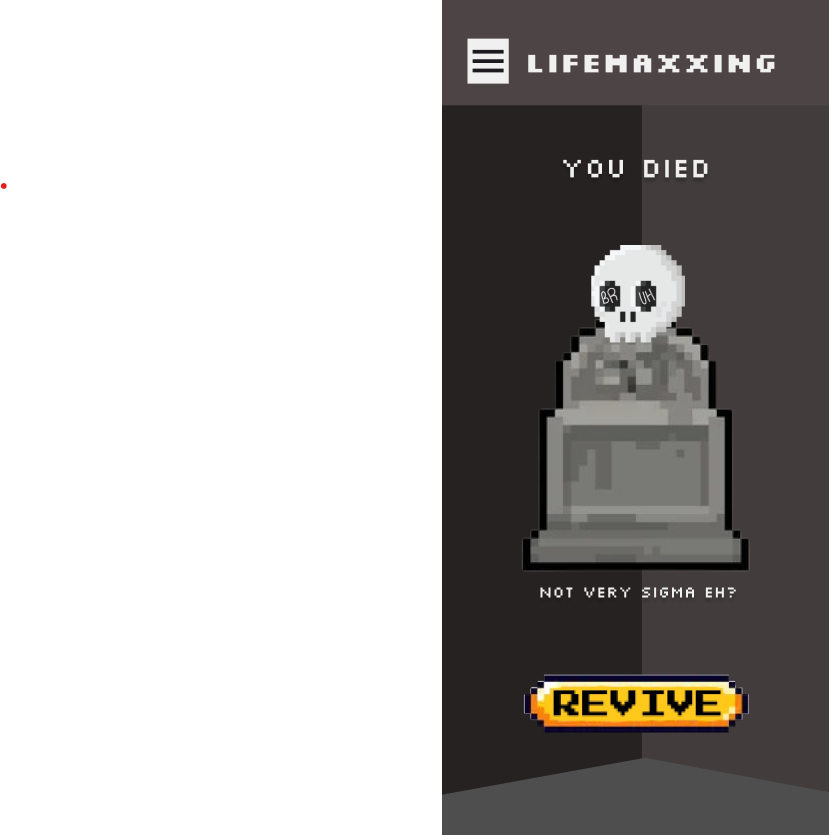 LIFEMAXXING
YOU DIED
BR UH
NOT VERY SIGMA EH?
REVIVE